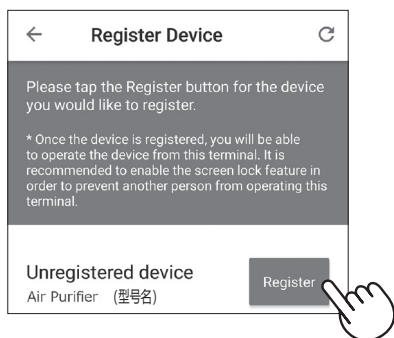 Register Device
Please tap the Register button for the device
you would like to register.
* Once the device is registered, you will be able
to operate the device from this terminal. It is
recommended to enable the screen lock feature in
order to prevent another person from operating this
terminal.
Unregistered device
Air Purifier (型号名)
Register